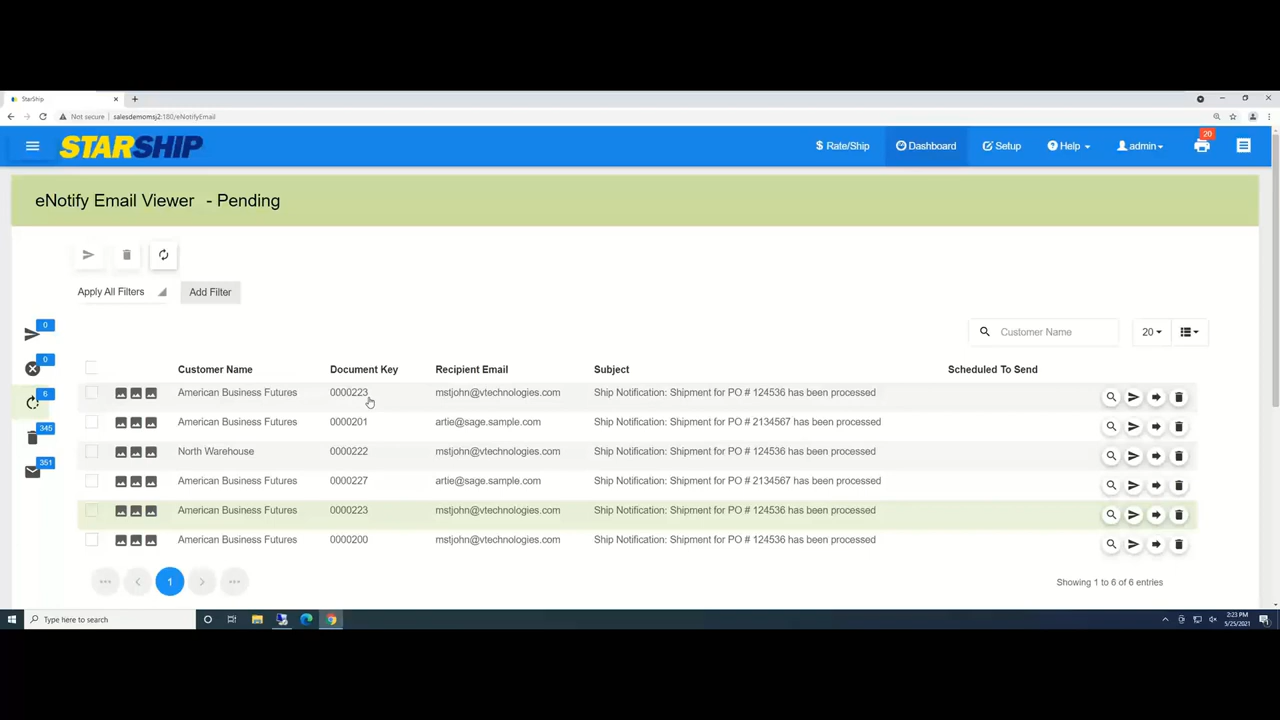 StarShip
Not secure | salesdemomsj2:180/eNotifyEmail
STARSHIP
$ Rate/Ship
Dashboard
Setup
Help
admin
20
eNotify Email Viewer - Pending
Apply All Filters
Add Filter
0
0
6
345
351
Customer Name
20
Customer Name Document Key Recipient Email Subject Scheduled To Send
American Business Futures 0000223 mstjohn@vtechnologies.com Ship Notification: Shipment for PO # 124536 has been processed
American Business Futures 0000201 artie@sage.sample.com Ship Notification: Shipment for PO # 2134567 has been processed
North Warehouse 0000222 mstjohn@vtechnologies.com Ship Notification: Shipment for PO # 124536 has been processed
American Business Futures 0000227 artie@sage.sample.com Ship Notification: Shipment for PO # 2134567 has been processed
American Business Futures 0000223 mstjohn@vtechnologies.com Ship Notification: Shipment for PO # 124536 has been processed
American Business Futures 0000200 mstjohn@vtechnologies.com Ship Notification: Shipment for PO # 124536 has been processed
1
Showing 1 to 6 of 6 entries
Type here to search
2:23 PM
5/25/2021